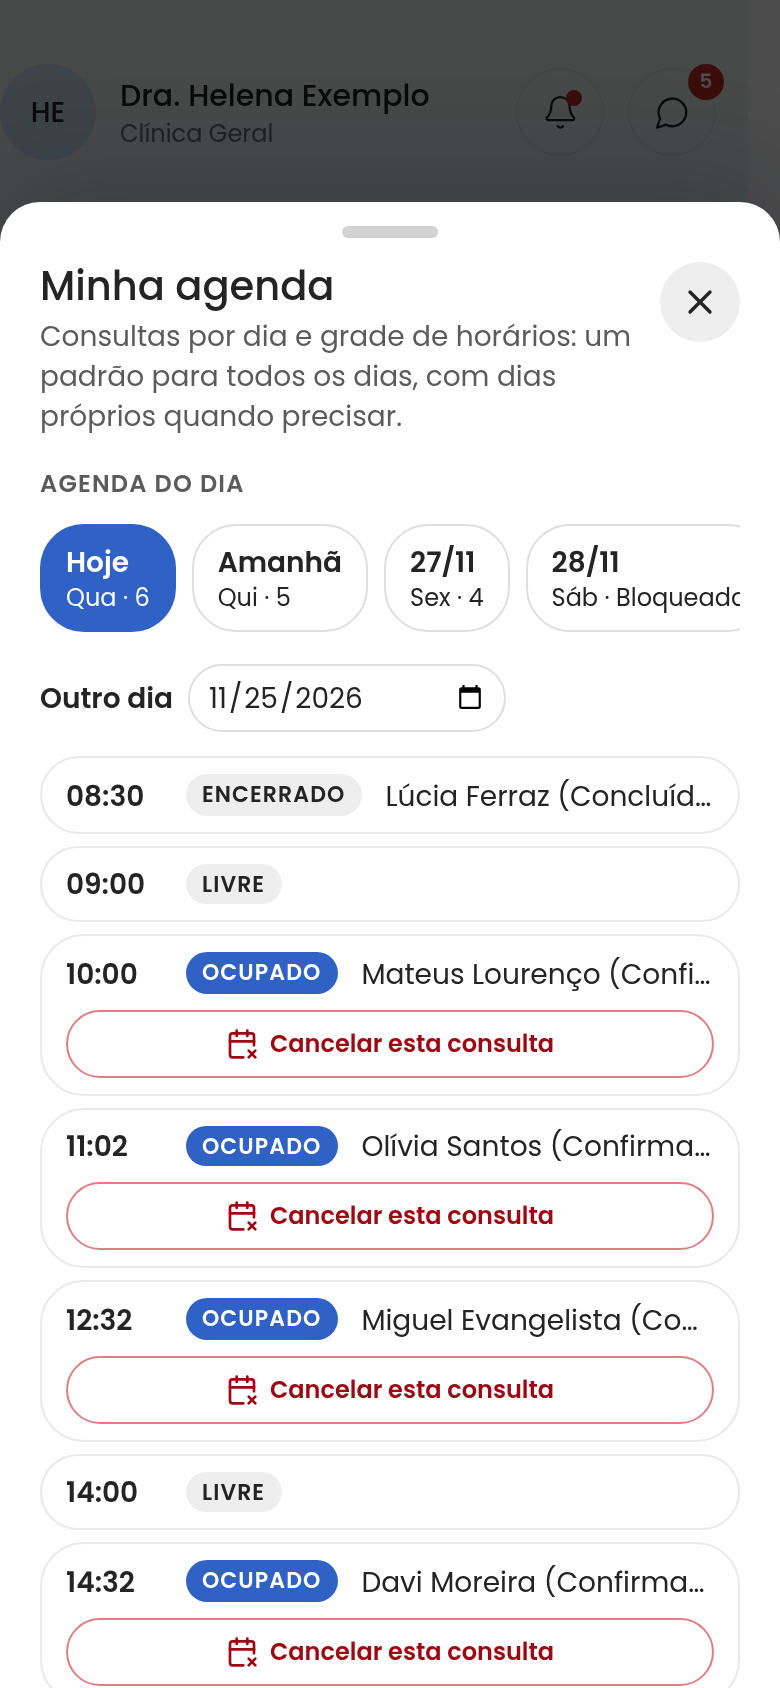 HE
Dra. Helena Exemplo
Clínica Geral
5
Minha agenda
Consultas por dia e grade de horários: um
padrão para todos os dias, com dias
próprios quando precisar.
AGENDA DO DIA
Hoje
Qua · 6
Amanhã
Qui · 5
27/11
Sex · 4
28/11
Sáb · Bloqueado
Outro dia 11/25/2026
08:30 ENCERRADO Lúcia Ferraz (Concluíd...
09:00 LIVRE
10:00 OCUPADO Mateus Lourenço (Confi...
Cancelar esta consulta
11:02 OCUPADO Olívia Santos (Confirma...
Cancelar esta consulta
12:32 OCUPADO Miguel Evangelista (Co...
Cancelar esta consulta
14:00 LIVRE
14:32 OCUPADO Davi Moreira (Confirma...
Cancelar esta consulta